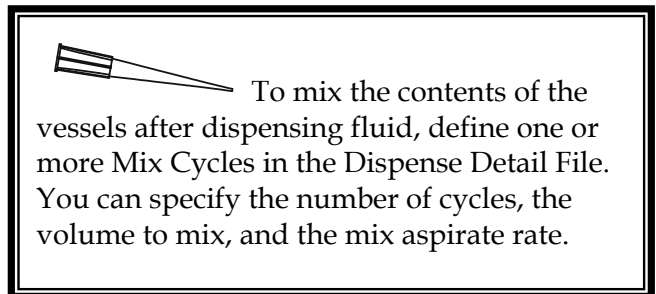 To mix the contents of the
vessels after dispensing fluid, define one or
more Mix Cycles in the Dispense Detail File.
You can specify the number of cycles, the
volume to mix, and the mix aspirate rate.